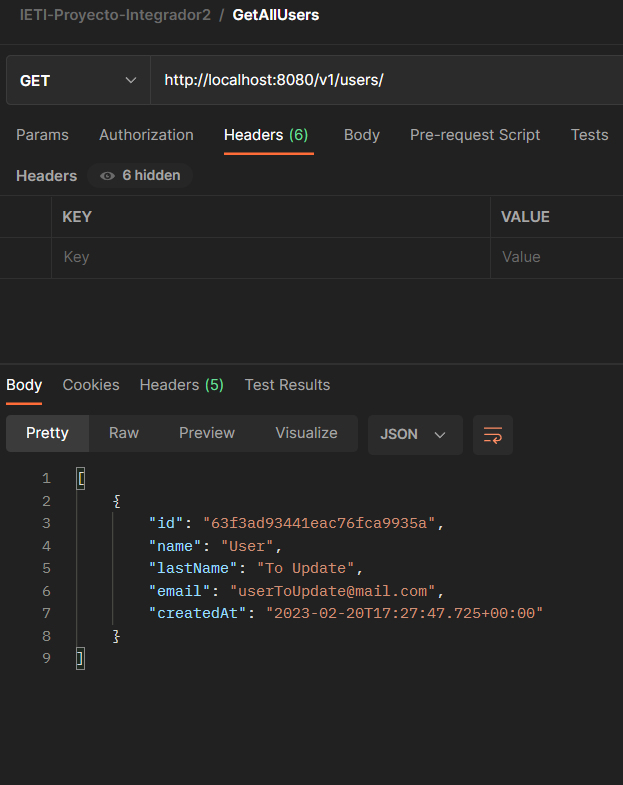 IETI-Proyecto-Integrador2 / GetAllUsers
GET http://localhost:8080/v1/users/
Params Authorization Headers (6) Body Pre-request Script Tests
Headers 6 hidden
KEY VALUE
Key Value
Body Cookies Headers (5) Test Results
Pretty Raw Preview Visualize JSON
1 [
2 {
3 "id": "63f3ad93441eac76fca9935a",
4 "name": "User",
5 "lastName": "To Update",
6 "email": "userToUpdate@mail.com",
7 "createdAt": "2023-02-20T17:27:47.725+00:00"
8 }
9 ]